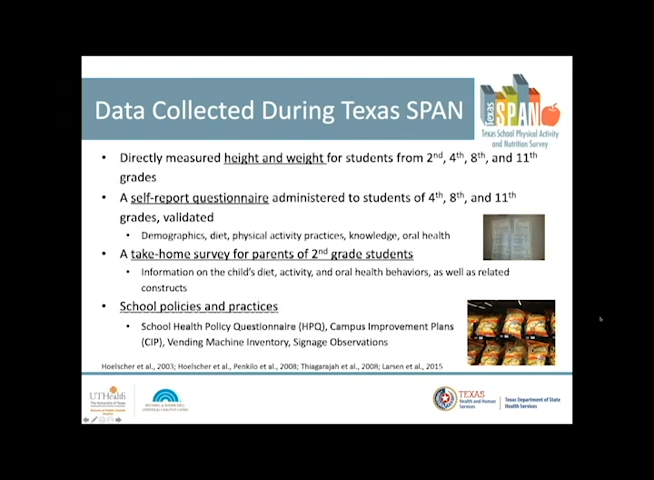 Data Collected During Texas SPAN
Texas
SPAN
Texas School Physical Activity
and Nutrition Survey
• Directly measured height and weight for students from 2nd, 4th, 8th, and 11th
grades
• A self-report questionnaire administered to students of 4th, 8th, and 11th
grades, validated
• Demographics, diet, physical activity practices, knowledge, oral health
• A take-home survey for parents of 2nd grade students
• Information on the child's diet, activity, and oral health behaviors, as well as related
constructs
• School policies and practices
• School Health Policy Questionnaire (HPQ), Campus Improvement Plans
(CIP), Vending Machine Inventory, Signage Observations
Hoelscher et al., 2003; Hoelscher et al., Penkilo et al., 2008; Thiagarajah et al., 2008; Larsen et al., 2015
UTHealth
The University of Texas
TEXAS
Health and Human
Services
Texas Department of State
Health Services